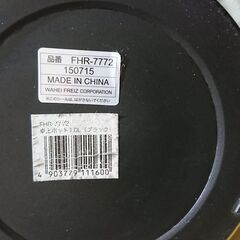 品番 FHR-7772
150715
MADE IN CHINA
WAHEI FREIZ CORPORATION
FHR-7772
卓上ポット1.0L (ブラック)
4 903779 111600